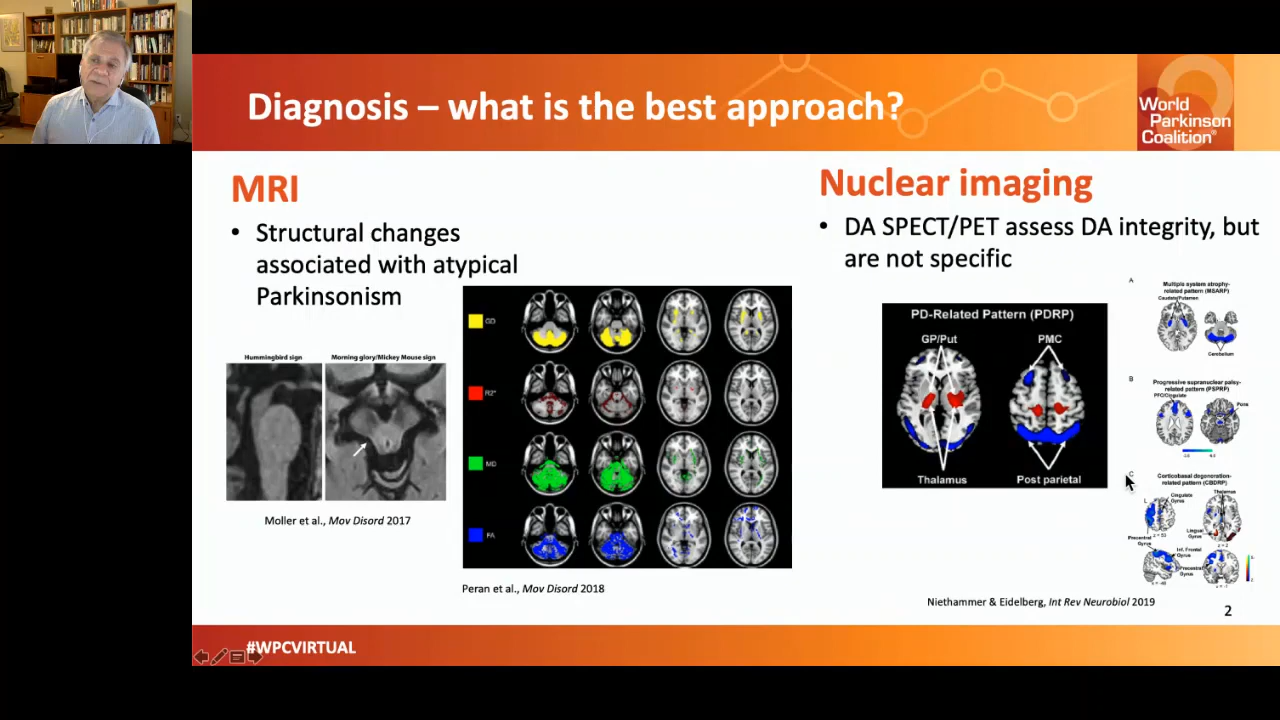 Diagnosis – what is the best approach?
World
Parkinson
Coalition®
MRI
• Structural changes
associated with atypical
Parkinsonism
Hummingbird sign
Morning glory/Mickey Mouse sign
Moller et al., Mov Disord 2017
GD
R2*
MD
FA
Peran et al., Mov Disord 2018
Nuclear imaging
• DA SPECT/PET assess DA integrity, but
are not specific
PD-Related Pattern (PDRP)
GP/Put
PMC
Thalamus
Post parietal
A
Multiple system atrophy-
related pattern (MSARP)
Caudate/Putamen
Cerebellum
B
Progressive supranuclear palsy-
related pattern (PSPRP)
PFC/Cingulate
Pons
C
Corticobasal degeneration-
related pattern (CBDRP)
L
Cingulate
Gyrus
Thalamus
Precentral
Gyrus
Lingual
Gyrus
Inf. Frontal
Gyrus
Precentral
Gyrus
Niethammer & Eidelberg, Int Rev Neurobiol 2019
2
#WPCVIRTUAL